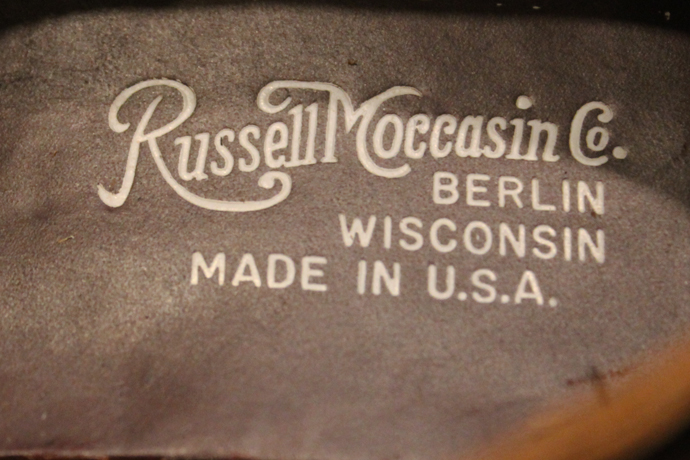 Russell Moccasin Co.
BERLIN
WISCONSIN
MADE IN U.S.A.